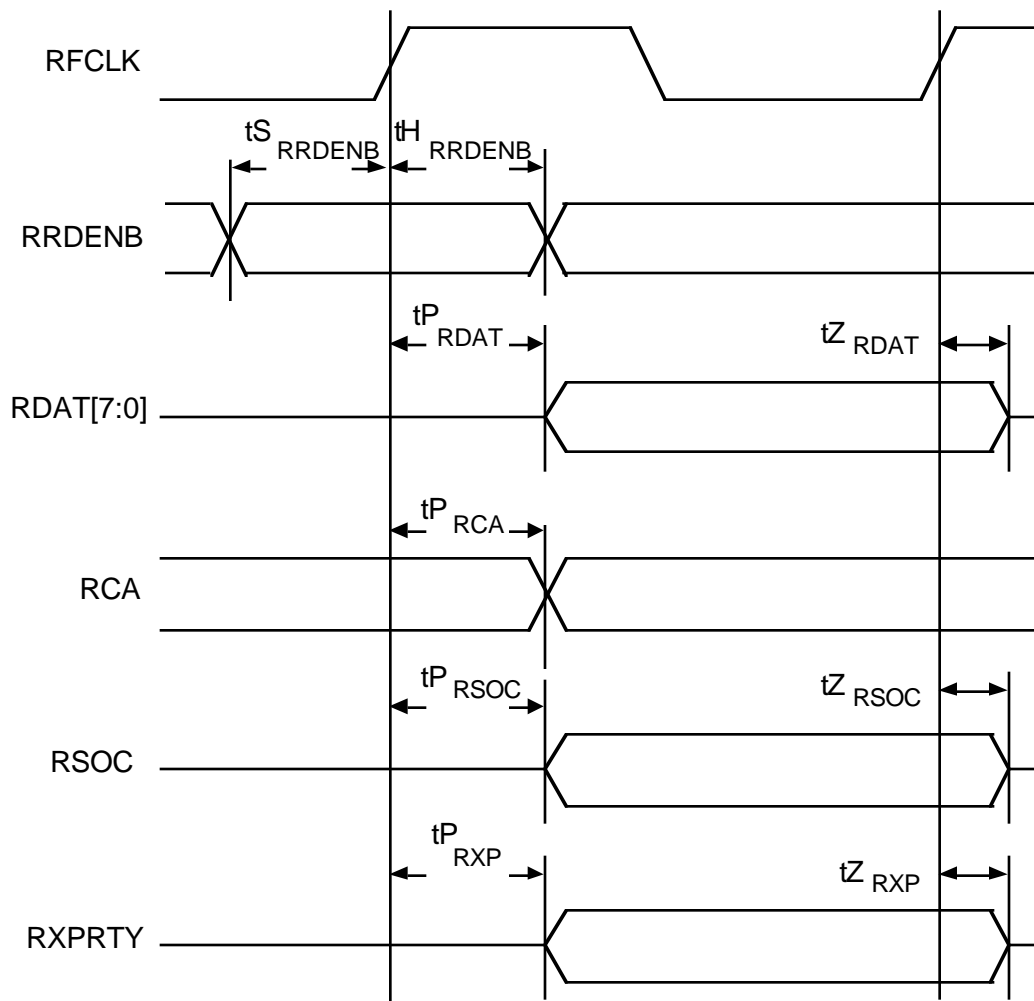 RFCLK
tS RRDENB tH RRDENB
RRDENB
tP RDAT tZ RDAT
RDAT[7:0]
tP RCA
RCA
tP RSOC tZ RSOC
RSOC
tP RXP tZ RXP
RXPRTY